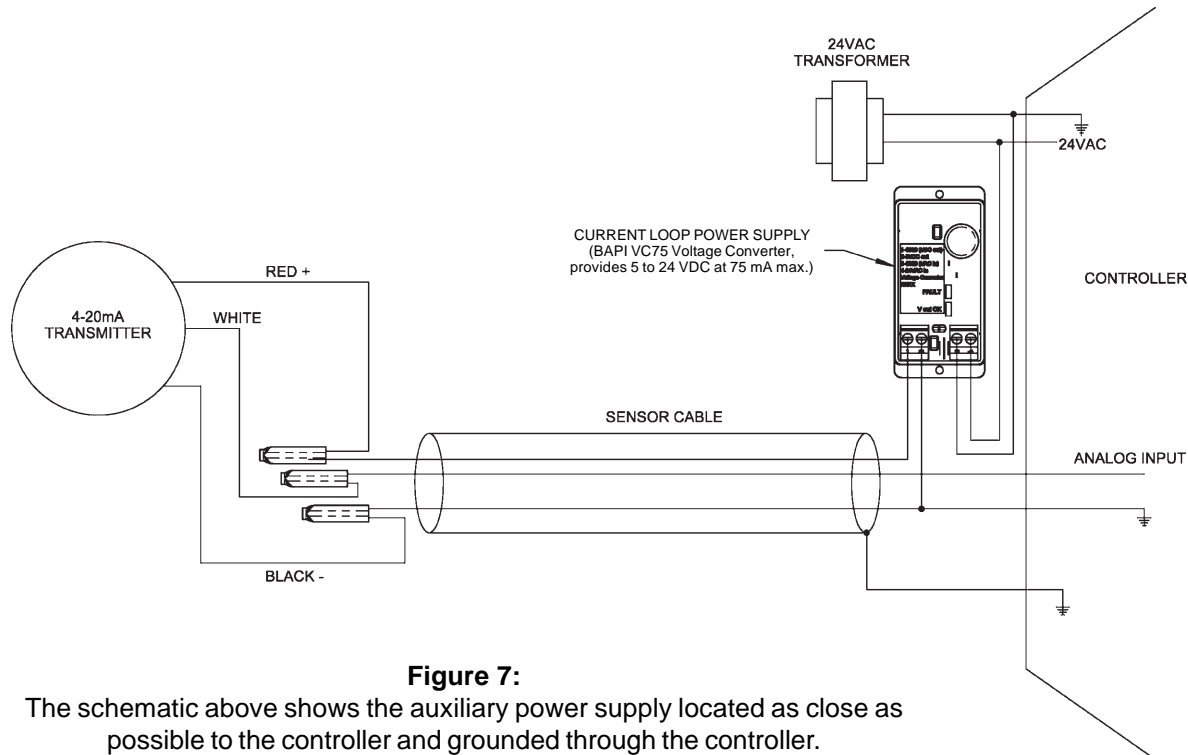 24VAC
TRANSFORMER
24VAC
CURRENT LOOP POWER SUPPLY
(BAPI VC75 Voltage Converter,
provides 5 to 24 VDC at 75 mA max.)
CONTROLLER
FAULT
V out OK
RED +
WHITE
4-20mA
TRANSMITTER
SENSOR CABLE
ANALOG INPUT
BLACK -
Figure 7:
The schematic above shows the auxiliary power supply located as close as
possible to the controller and grounded through the controller.